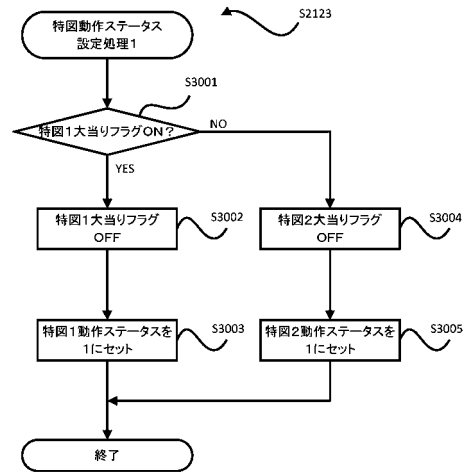 特図動作ステータス
設定処理1
S2123
S3001
特図1大当りフラグON?
NO
YES
特図1大当りフラグ
OFF
S3002
特図2大当りフラグ
OFF
S3004
特図1動作ステータスを
1にセット
S3003
特図2動作ステータスを
1にセット
S3005
終了